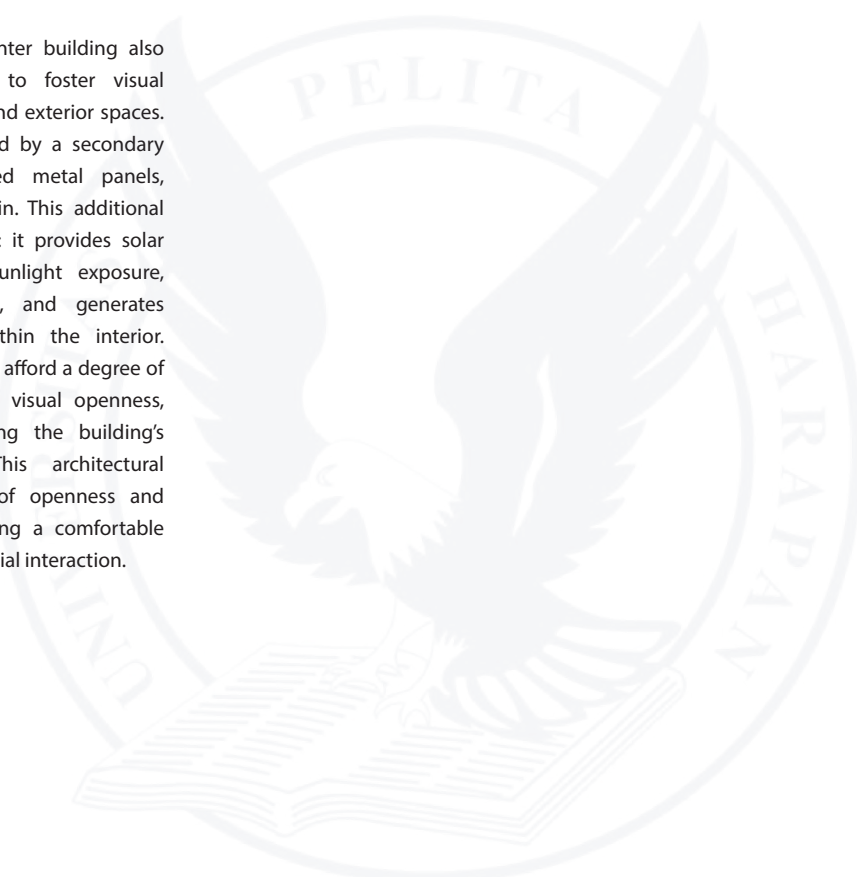 nter building also
to foster visual
nd exterior spaces.
d by a secondary
ed metal panels,
in. This additional
: it provides solar
unlight exposure,
, and generates
thin the interior.
afford a degree of
visual openness,
ng the building's
his architectural
of openness and
ng a comfortable
ial interaction.
UNIVERSITAS PELITA HARAPAN